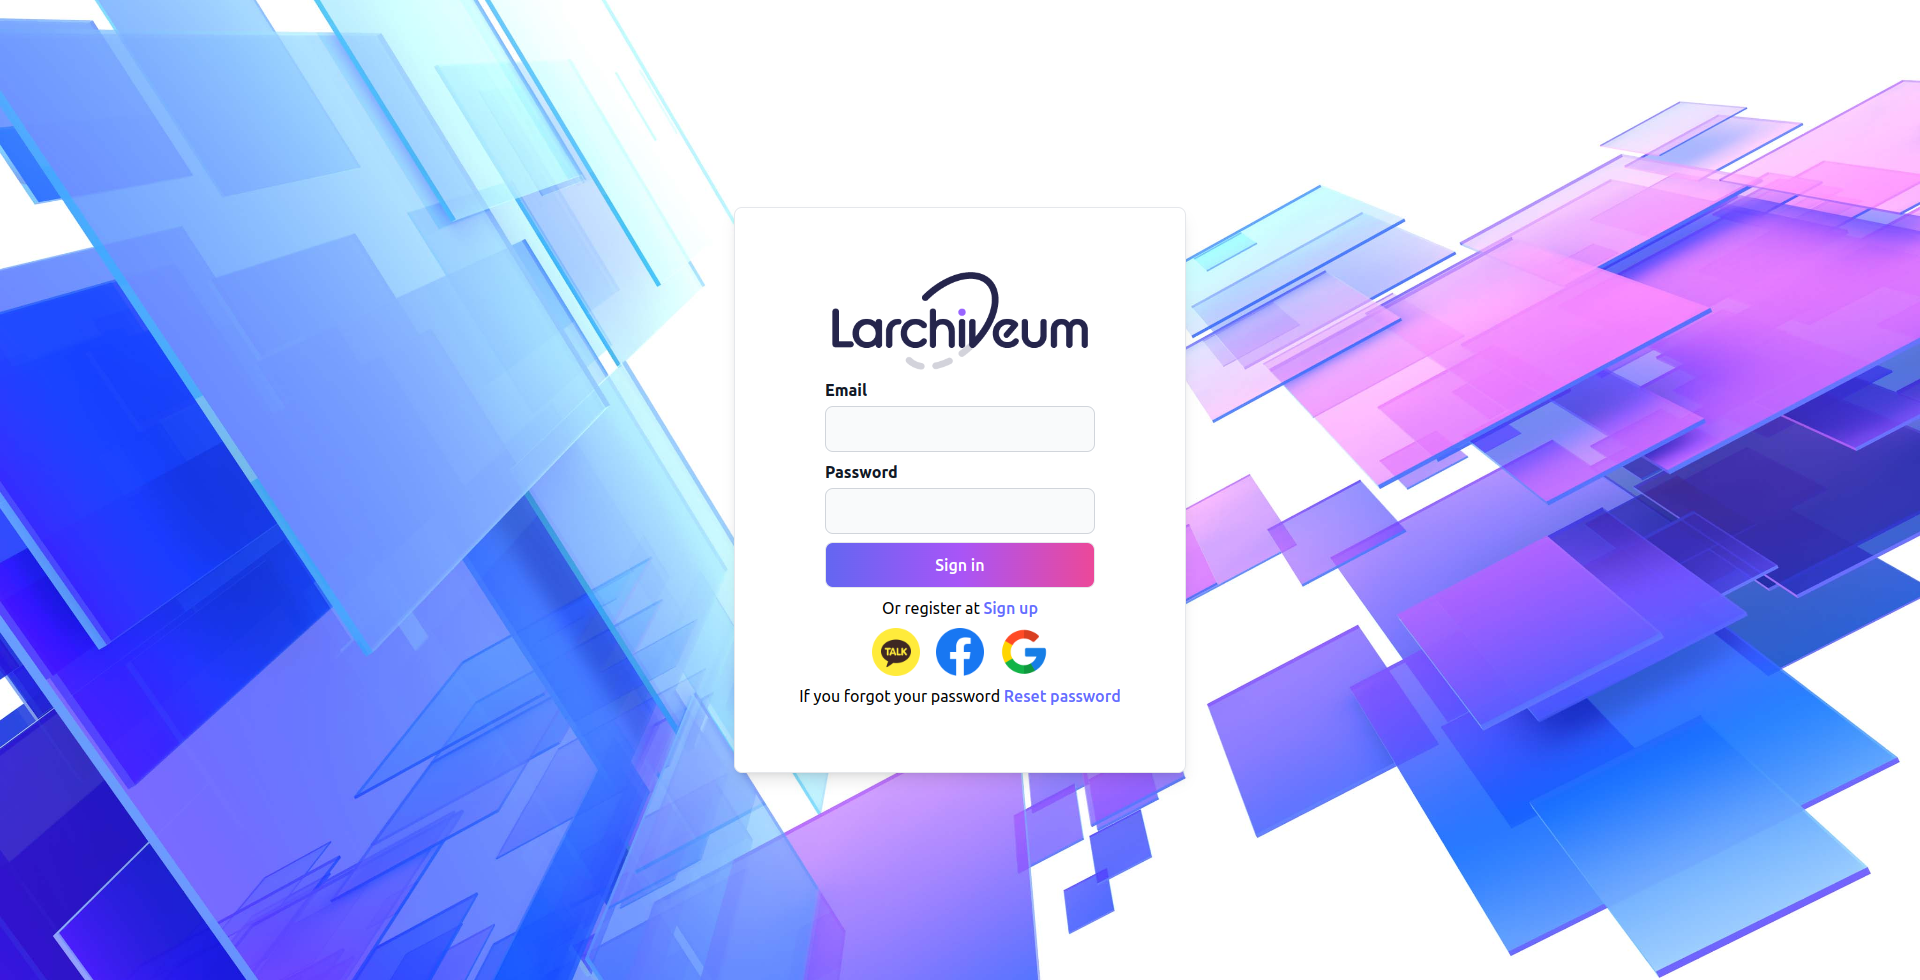 Larchiveum
Email
Password
Sign in
Or register at Sign up
TALK
If you forgot your password Reset password